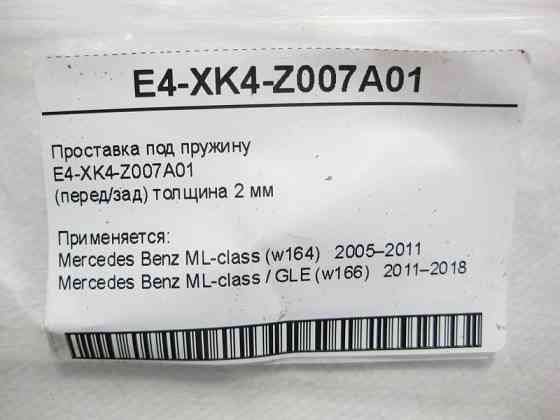 E4-XK4-Z007A01
Проставка под пружину
E4-XK4-Z007A01
(перед/зад) толщина 2 мм
Применяется:
Mercedes Benz ML-class (w164) 2005–2011
Mercedes Benz ML-class / GLE (w166) 2011–2018